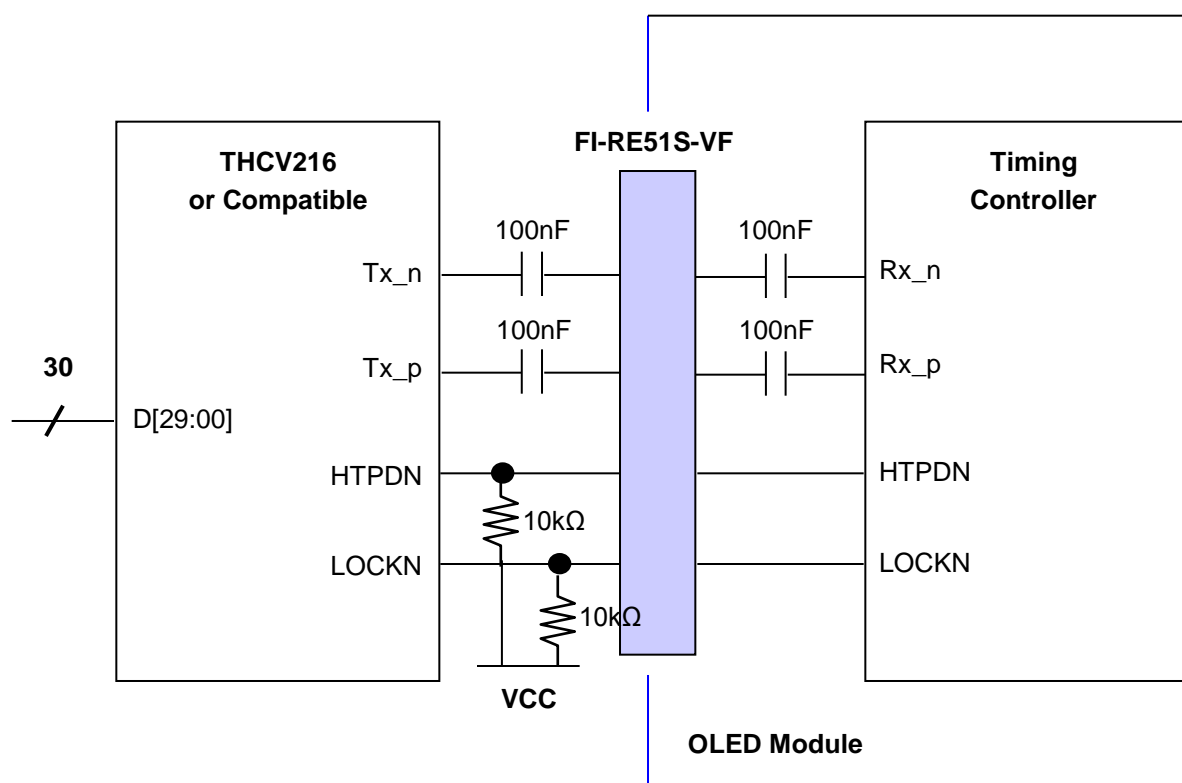 FI-RE51S-VF
THCV216
or Compatible
Timing
Controller
100nF
100nF
Tx_n
Rx_n
100nF
100nF
Tx_p
Rx_p
30
D[29:00]
HTPDN
HTPDN
10kΩ
LOCKN
LOCKN
10kΩ
VCC
OLED Module